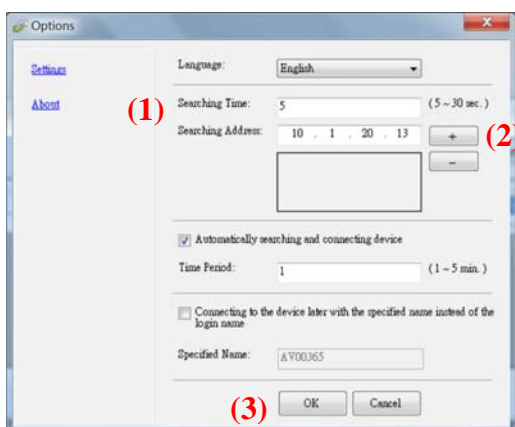 Options
Settings
About
Language: English
(1) Searching Time: 5 (5 ~ 30 sec.)
Searching Address: 10 . 1 . 20 . 13 + (2)
−
Automatically searching and connecting device
Time Period: 1 (1 ~ 5 min.)
Connecting to the device later with the specified name instead of the
login name
Specified Name: AV00365
(3) OK Cancel